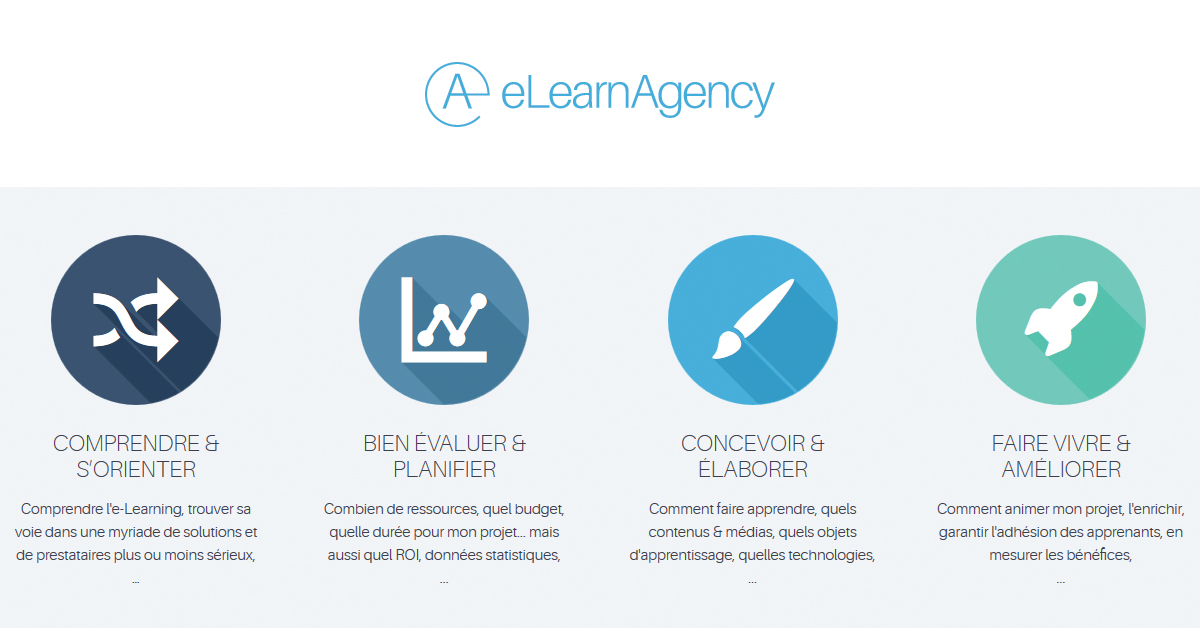 Ae eLearnAgency
COMPRENDRE &
S'ORIENTER
Comprendre l'e-Learning, trouver sa
voie dans une myriade de solutions et
de prestataires plus ou moins sérieux,
...
BIEN ÉVALUER &
PLANIFIER
Combien de ressources, quel budget,
quelle durée pour mon projet... mais
aussi quel ROI, données statistiques,
...
CONCEVOIR &
ÉLABORER
Comment faire apprendre, quels
contenus & médias, quels objets
d'apprentissage, quelles technologies,
...
FAIRE VIVRE &
AMÉLIORER
Comment animer mon projet, l'enrichir,
garantir l'adhésion des apprenants, en
mesurer les bénéfices,
...